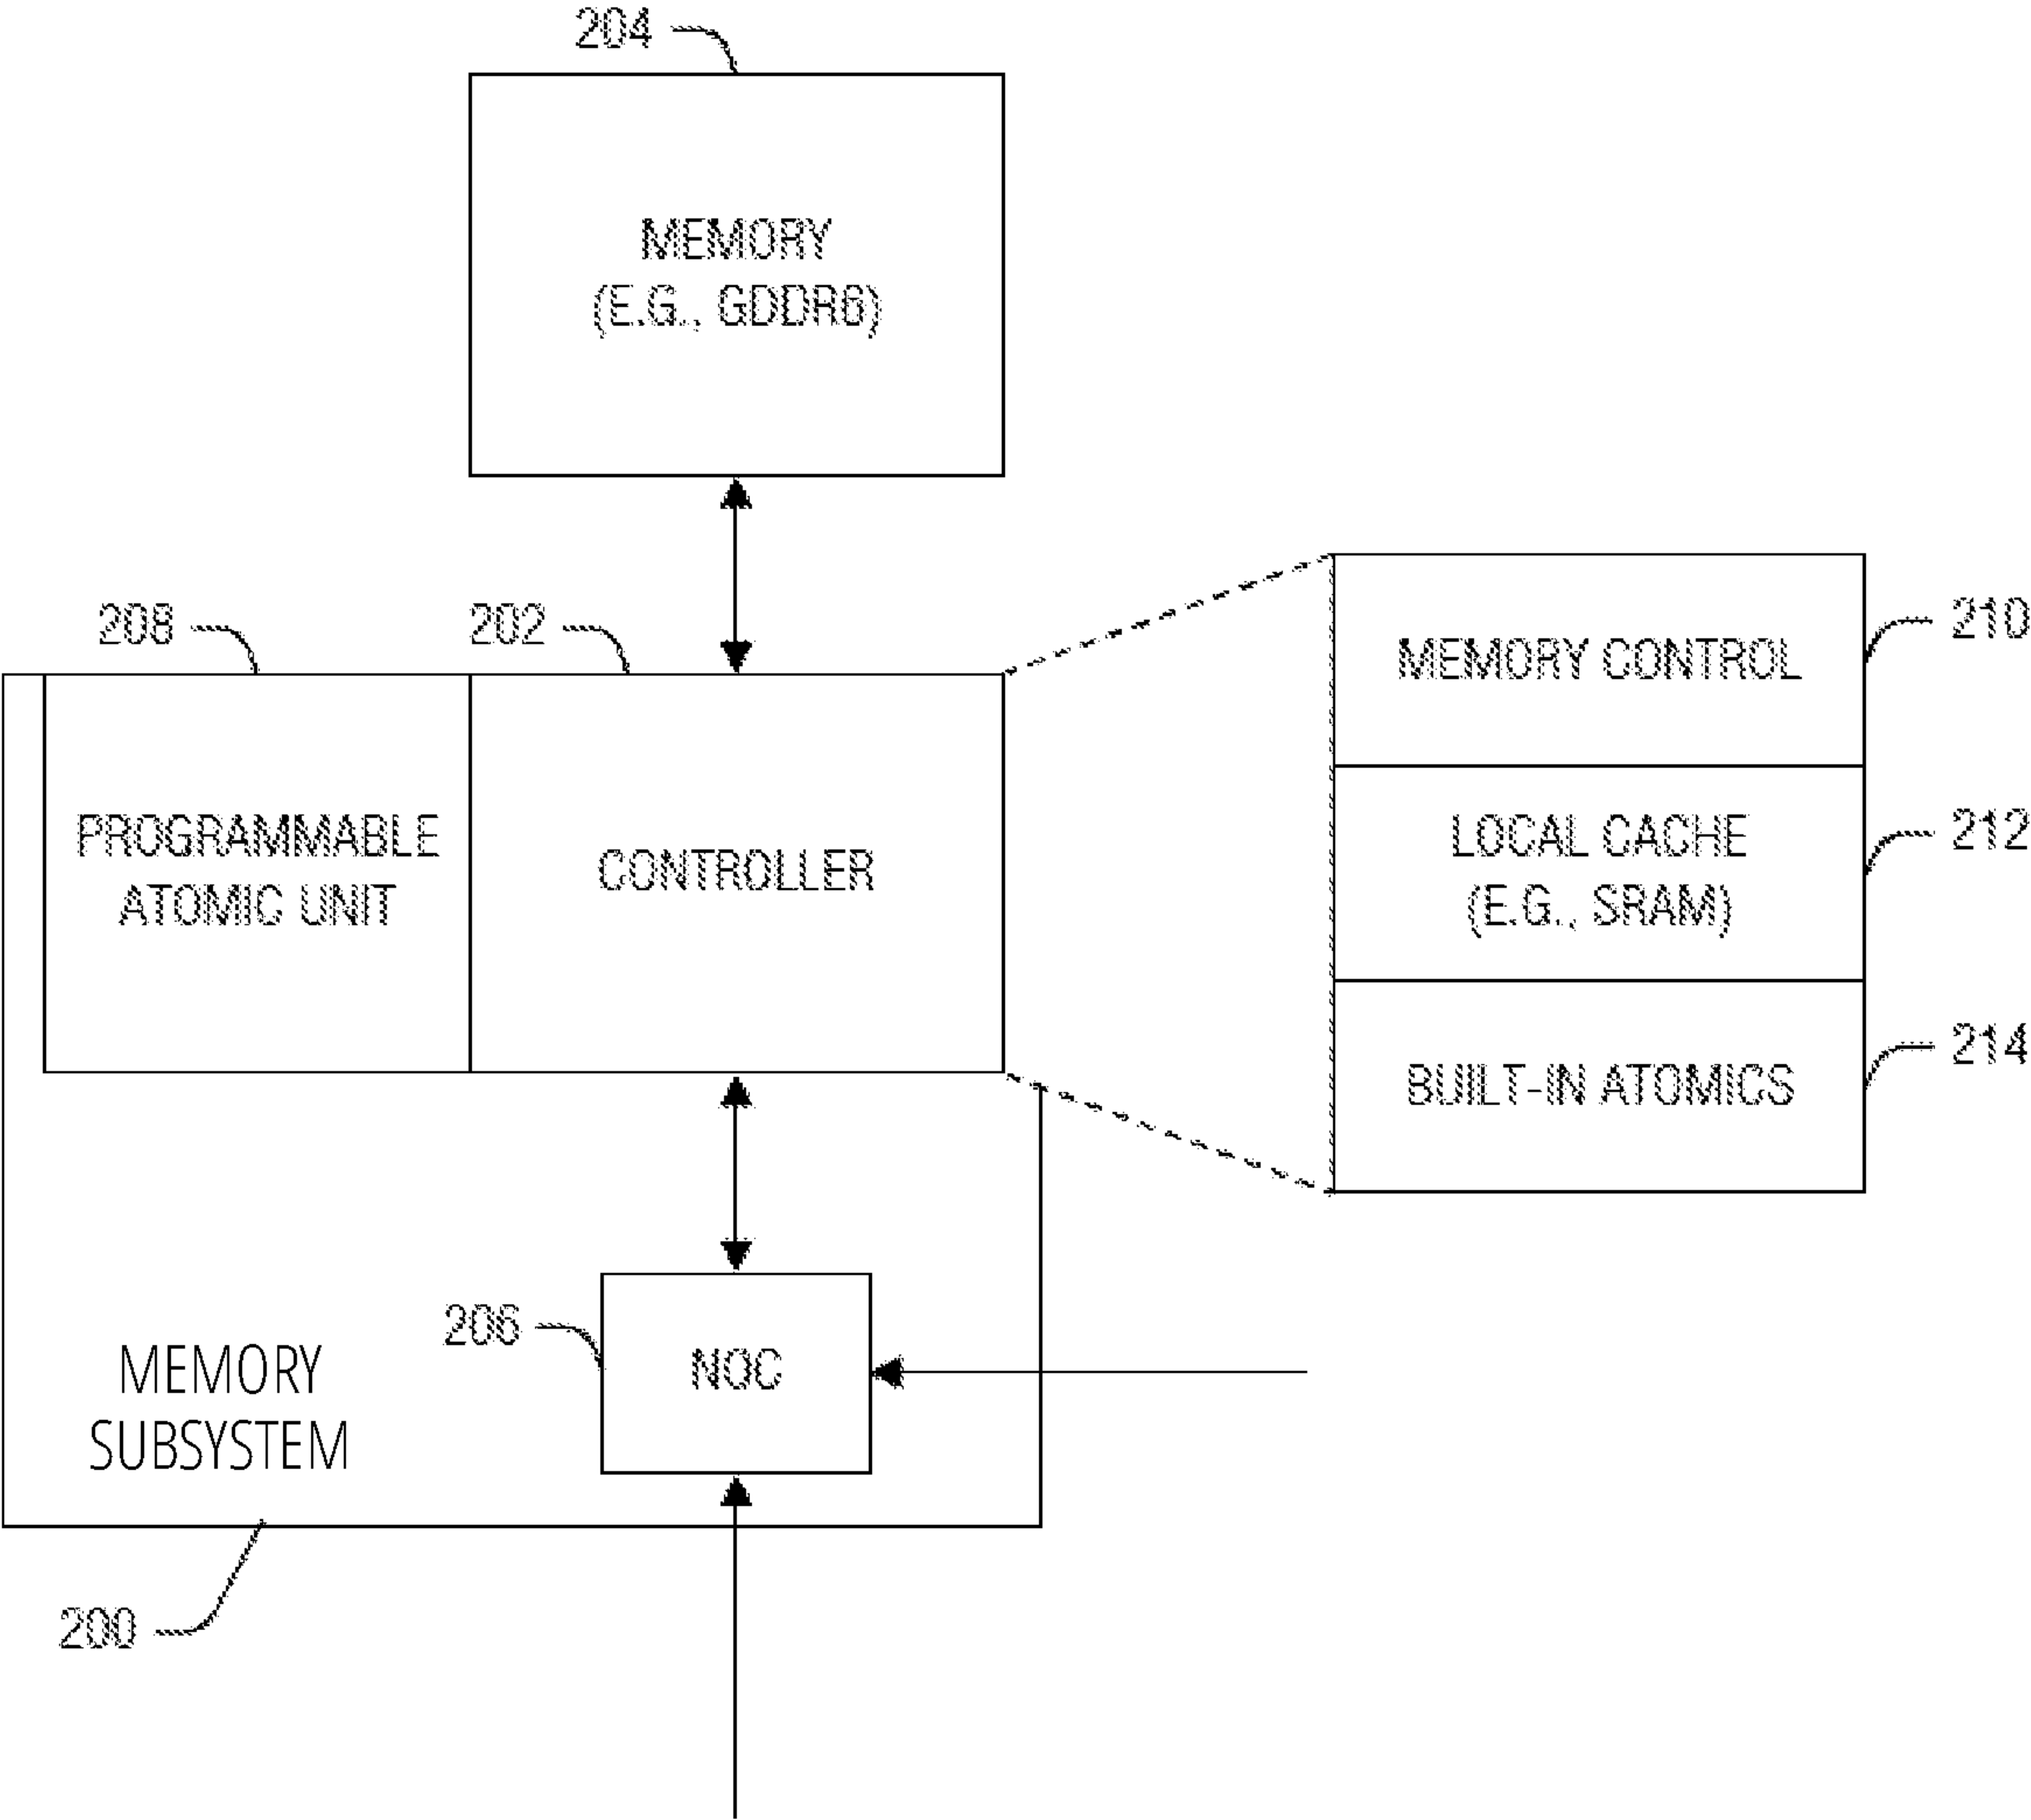 204
MEMORY
(E.G., GDDR6)
208
202
210
MEMORY CONTROL
PROGRAMMABLE
ATOMIC UNIT
CONTROLLER
LOCAL CACHE
(E.G., SRAM)
212
BUILT-IN ATOMICS
214
206
NOC
MEMORY
SUBSYSTEM
200